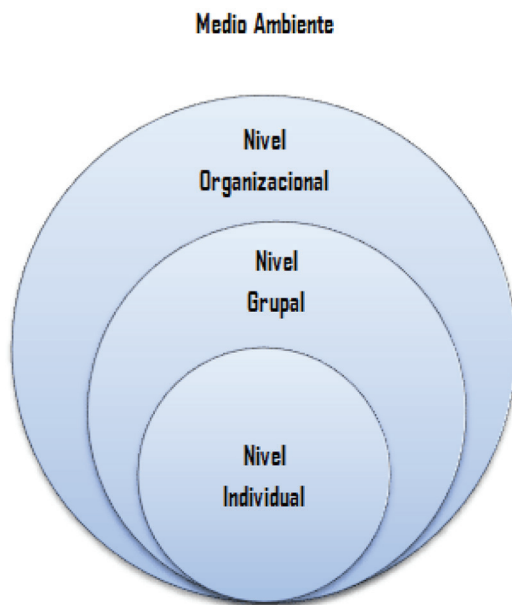 Medio Ambiente
Nivel
Organizacional
Nivel
Grupal
Nivel
Individual